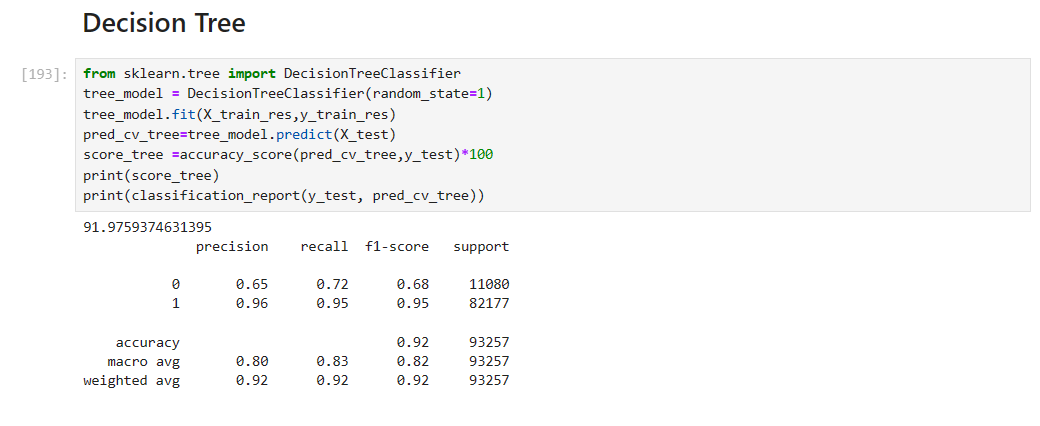 Decision Tree
[193]:
from sklearn.tree import DecisionTreeClassifier
tree_model = DecisionTreeClassifier(random_state=1)
tree_model.fit(X_train_res,y_train_res)
pred_cv_tree=tree_model.predict(X_test)
score_tree =accuracy_score(pred_cv_tree,y_test)*100
print(score_tree)
print(classification_report(y_test, pred_cv_tree))
91.9759374631395
precision recall f1-score support
0 0.65 0.72 0.68 11080
1 0.96 0.95 0.95 82177
accuracy 0.92 93257
macro avg 0.80 0.83 0.82 93257
weighted avg 0.92 0.92 0.92 93257